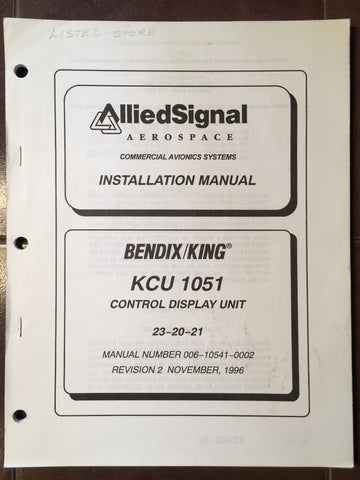 LISTED-STORE
AlliedSignal
AEROSPACE
COMMERCIAL AVIONICS SYSTEMS
INSTALLATION MANUAL
BENDIX/KING®
KCU 1051
CONTROL DISPLAY UNIT
23-20-21
MANUAL NUMBER 006-10541-0002
REVISION 2 NOVEMBER, 1996